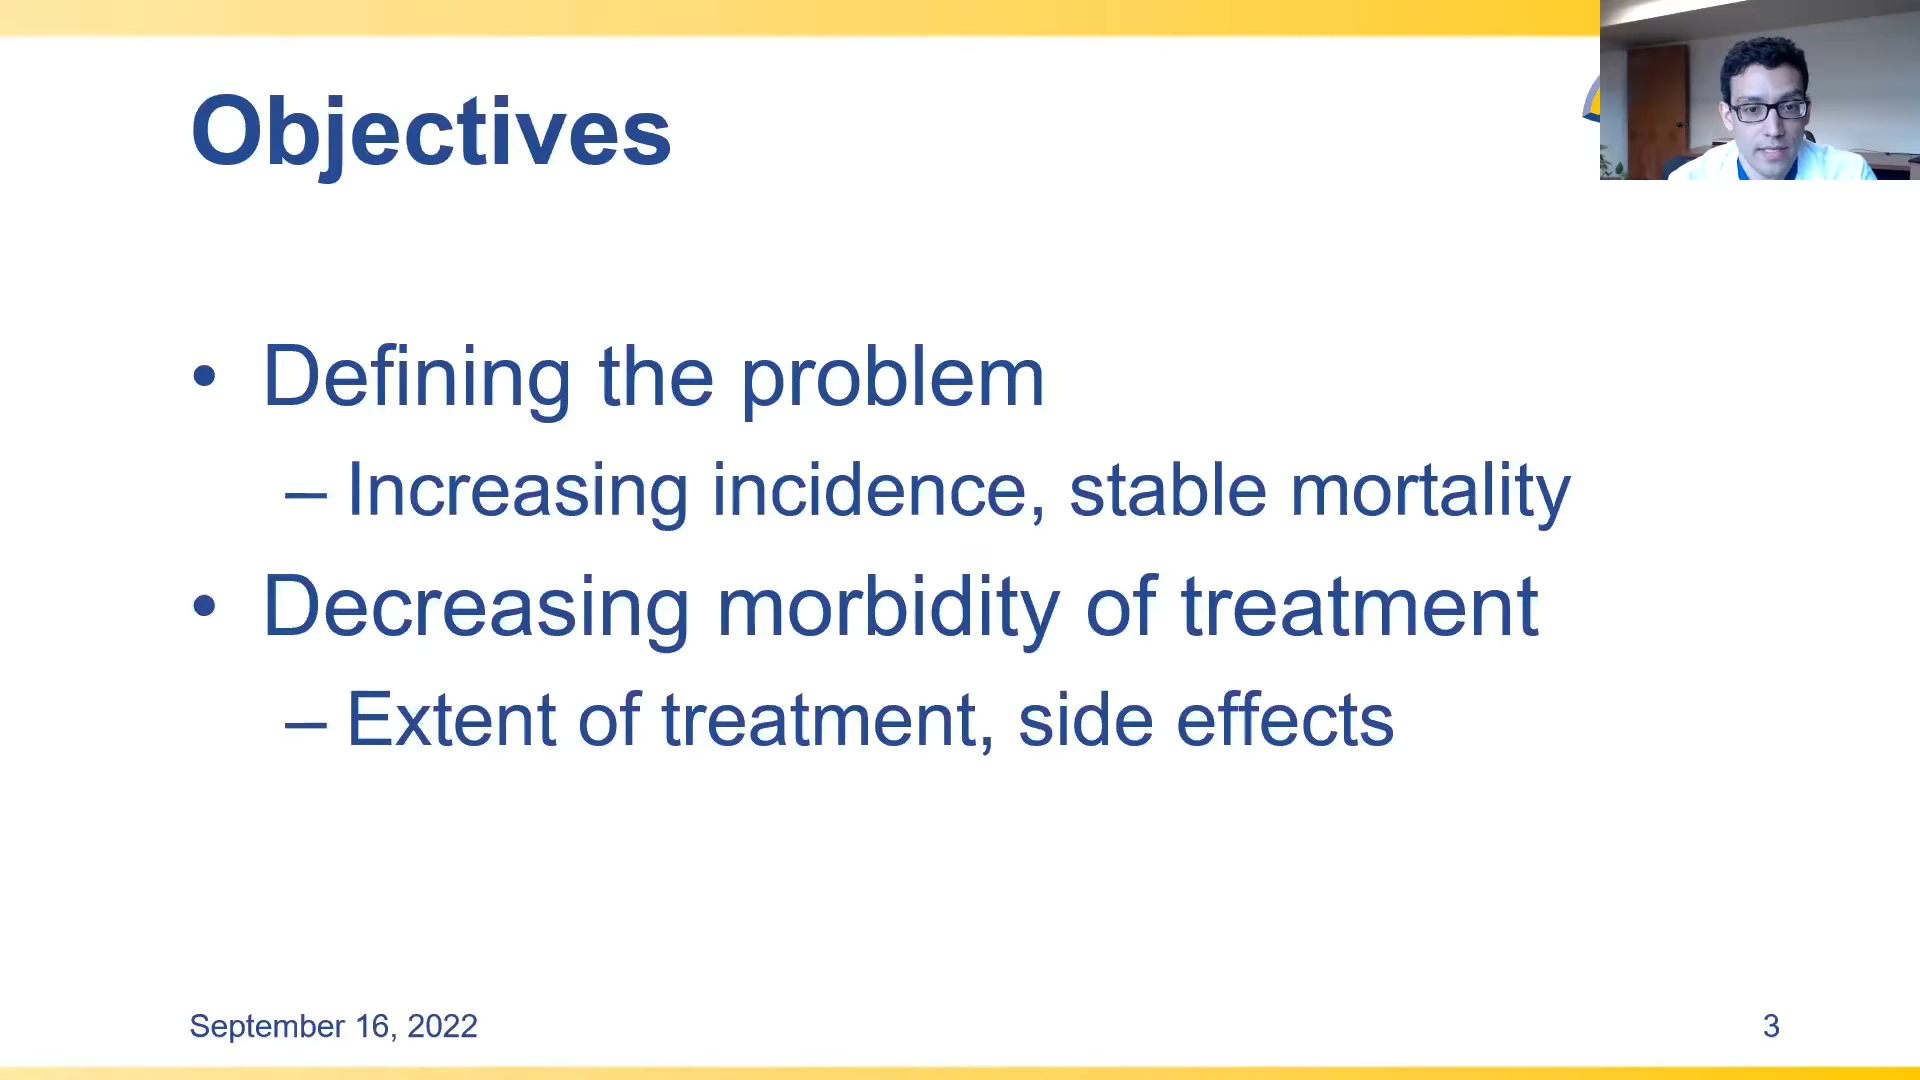 Objectives
• Defining the problem
– Increasing incidence, stable mortality
• Decreasing morbidity of treatment
– Extent of treatment, side effects
September 16, 2022
3